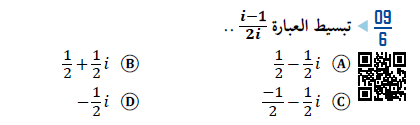 09/6 تبسيط العبارة (i−1)/(2i) ..
Ⓐ 1/2 − 1/2 i Ⓑ 1/2 + 1/2 i
Ⓒ −1/2 − 1/2 i Ⓓ −1/2 i